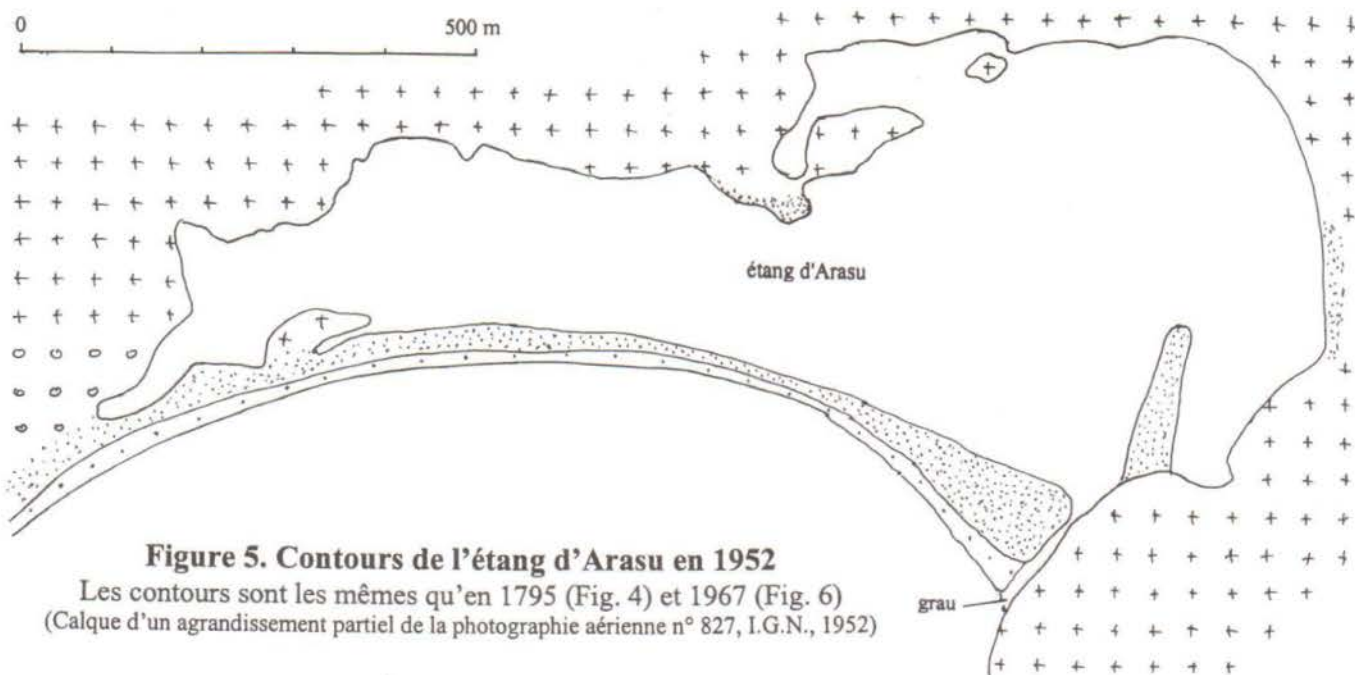 0 500 m
étang d'Arasu
grau
Figure 5. Contours de l'étang d'Arasu en 1952
Les contours sont les mêmes qu'en 1795 (Fig. 4) et 1967 (Fig. 6)
(Calque d'un agrandissement partiel de la photographie aérienne n° 827, I.G.N., 1952)